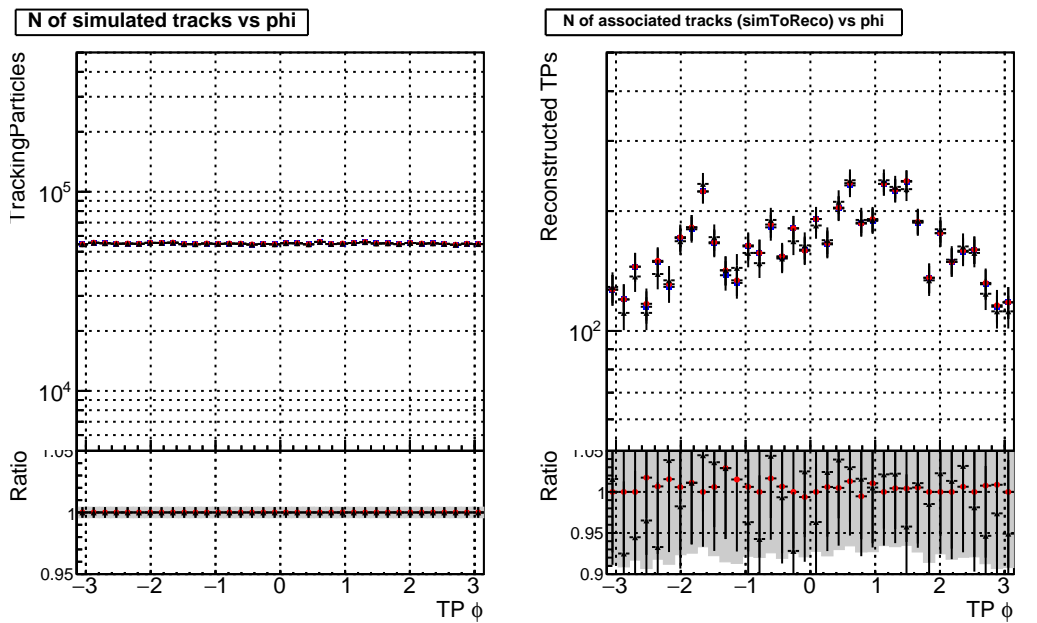 N of simulated tracks vs phi
TrackingParticles
10^5
10^4
Ratio
1.05
1
0.95
−3 −2 −1 0 1 2 3
TP ϕ
N of associated tracks (simToReco) vs phi
Reconstructed TPs
10^2
Ratio
1.05
1
0.95
0.9
−3 −2 −1 0 1 2 3
TP ϕ